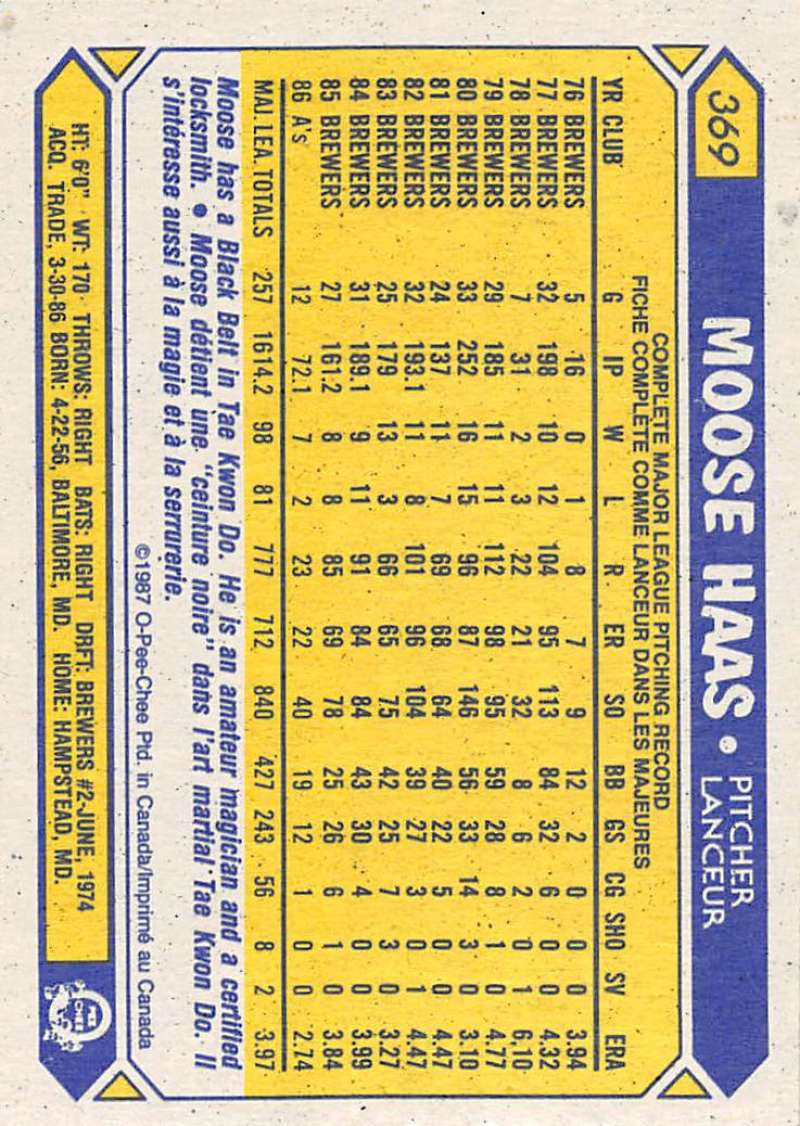 369
MOOSE HAAS • PITCHER
LANCEUR
COMPLETE MAJOR LEAGUE PITCHING RECORD
FICHE COMPLETE COMME LANCEUR DANS LES MAJEURES
YR CLUB G IP W L R ER SO BB GS CG SHO SV ERA
76 BREWERS 5 16 0 1 8 7 9 12 2 0 0 0 3.94
77 BREWERS 32 198 10 12 104 95 113 84 32 6 0 0 4.32
78 BREWERS 7 31 2 3 22 21 32 8 6 2 0 1 6.10
79 BREWERS 29 185 11 11 112 98 95 59 28 8 1 0 4.77
80 BREWERS 33 252 16 15 96 87 146 56 33 14 3 0 3.10
81 BREWERS 24 137 11 7 69 68 64 40 22 5 0 0 4.47
82 BREWERS 32 193.1 11 8 101 96 104 39 27 3 0 1 4.47
83 BREWERS 25 179 13 3 66 65 75 42 25 7 3 0 3.27
84 BREWERS 31 189.1 9 11 91 84 84 43 30 4 0 0 3.99
85 BREWERS 27 161.2 8 8 85 69 78 25 26 6 1 0 3.84
86 A's 12 72.1 7 2 23 22 40 19 12 1 0 0 2.74
MAJ. LEA. TOTALS 257 1614.2 98 81 777 712 840 427 243 56 8 2 3.97
Moose has a Black Belt in Tae Kwon Do. He is an amateur magician and a certified
locksmith. • Moose détient une "ceinture noire" dans l'art martial Tae Kwon Do. Il
s'intéresse aussi à la magie et à la serrurerie.
©1987 O-Pee-Chee Ptd. in Canada/Imprimé au Canada
HT: 6'0" WT: 170 THROWS: RIGHT BATS: RIGHT DRFT: BREWERS #2-JUNE, 1974
ACQ. TRADE, 3-30-86 BORN: 4-22-56, BALTIMORE, MD. HOME: HAMPSTEAD, MD.
O
PEE
CHEE